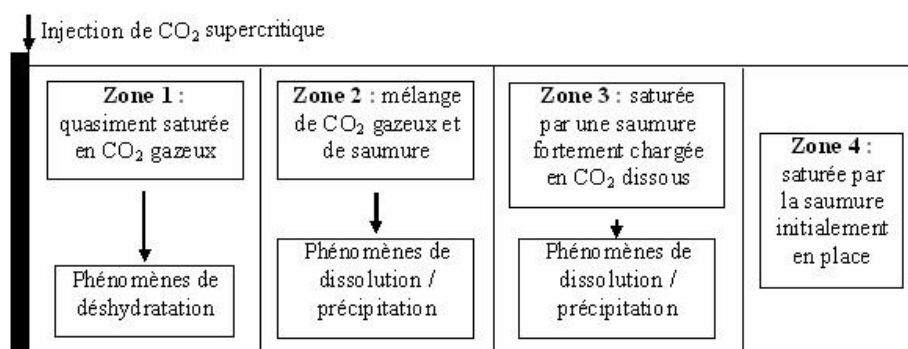 Injection de CO₂ supercritique
Zone 1 :
quasiment saturée
en CO₂ gazeux
Phénomènes de
déshydratation
Zone 2 : mélange
de CO₂ gazeux et
de saumure
Phénomènes de
dissolution /
précipitation
Zone 3 : saturée
par une saumure
fortement chargée
en CO₂ dissous
Phénomènes de
dissolution /
précipitation
Zone 4 :
saturée par
la saumure
initialement
en place